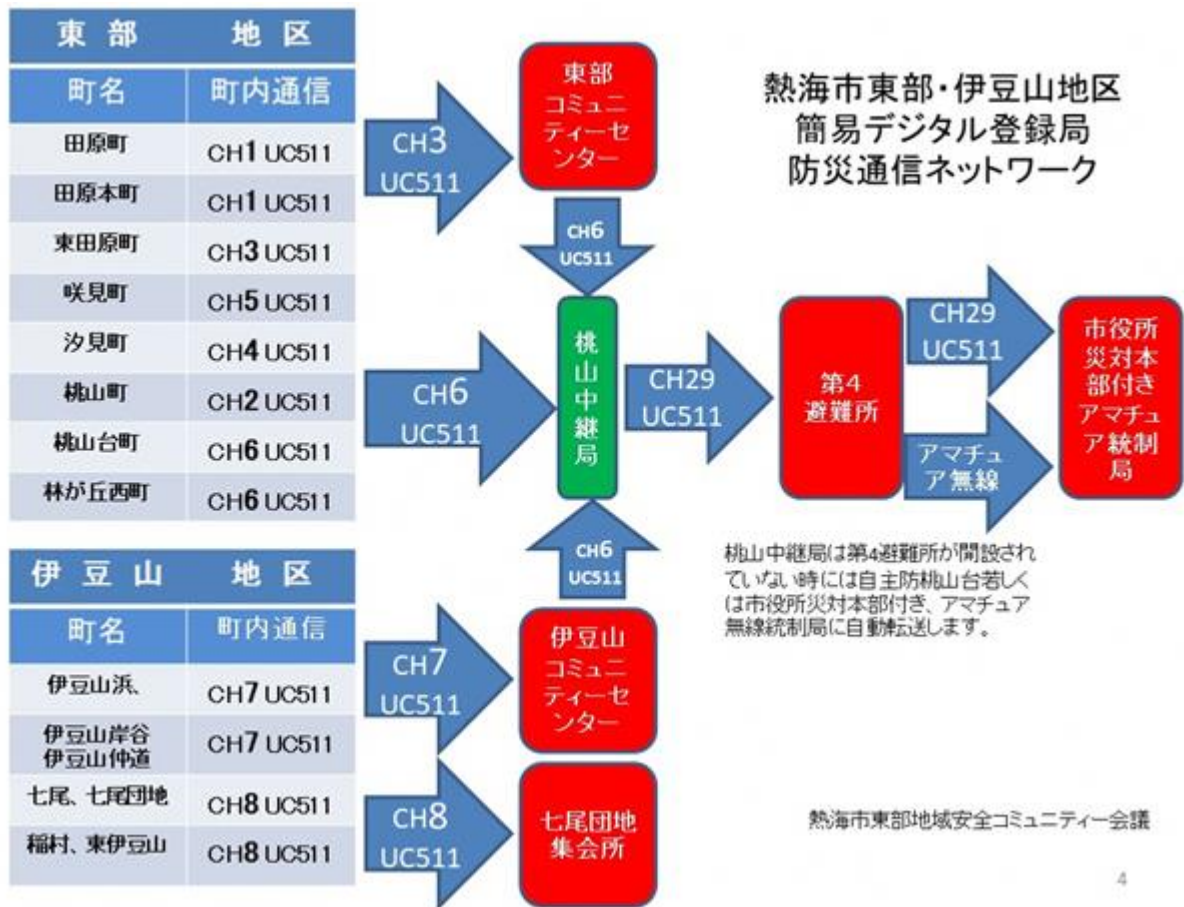 東部 地区
町名 町内通信
田原町 CH1 UC511
田原本町 CH1 UC511
東田原町 CH3 UC511
咲見町 CH5 UC511
汐見町 CH4 UC511
桃山町 CH2 UC511
桃山台町 CH6 UC511
林が丘西町 CH6 UC511
伊豆山 地区
町名 町内通信
伊豆山浜、 CH7 UC511
伊豆山岸谷
伊豆山仲道
CH7 UC511
七尾、七尾団地 CH8 UC511
稲村、東伊豆山 CH8 UC511
CH3
UC511
東部
コミュニ
ティーセ
ンター
CH6
UC511
CH6
UC511
桃山中継局
CH6
UC511
CH7
UC511
伊豆山
コミュニ
ティーセ
ンター
CH8
UC511
七尾団地
集会所
熱海市東部・伊豆山地区
簡易デジタル登録局
防災通信ネットワーク
CH29
UC511
第4
避難所
CH29
UC511
アマチュ
ア無線
市役所
災対本
部付き
アマチュ
ア統制
局
桃山中継局は第4避難所が開設され
ていない時には自主防桃山台若しく
は市役所災対本部付き、アマチュア
無線統制局に自動転送します。
熱海市東部地域安全コミュニティー会議
4